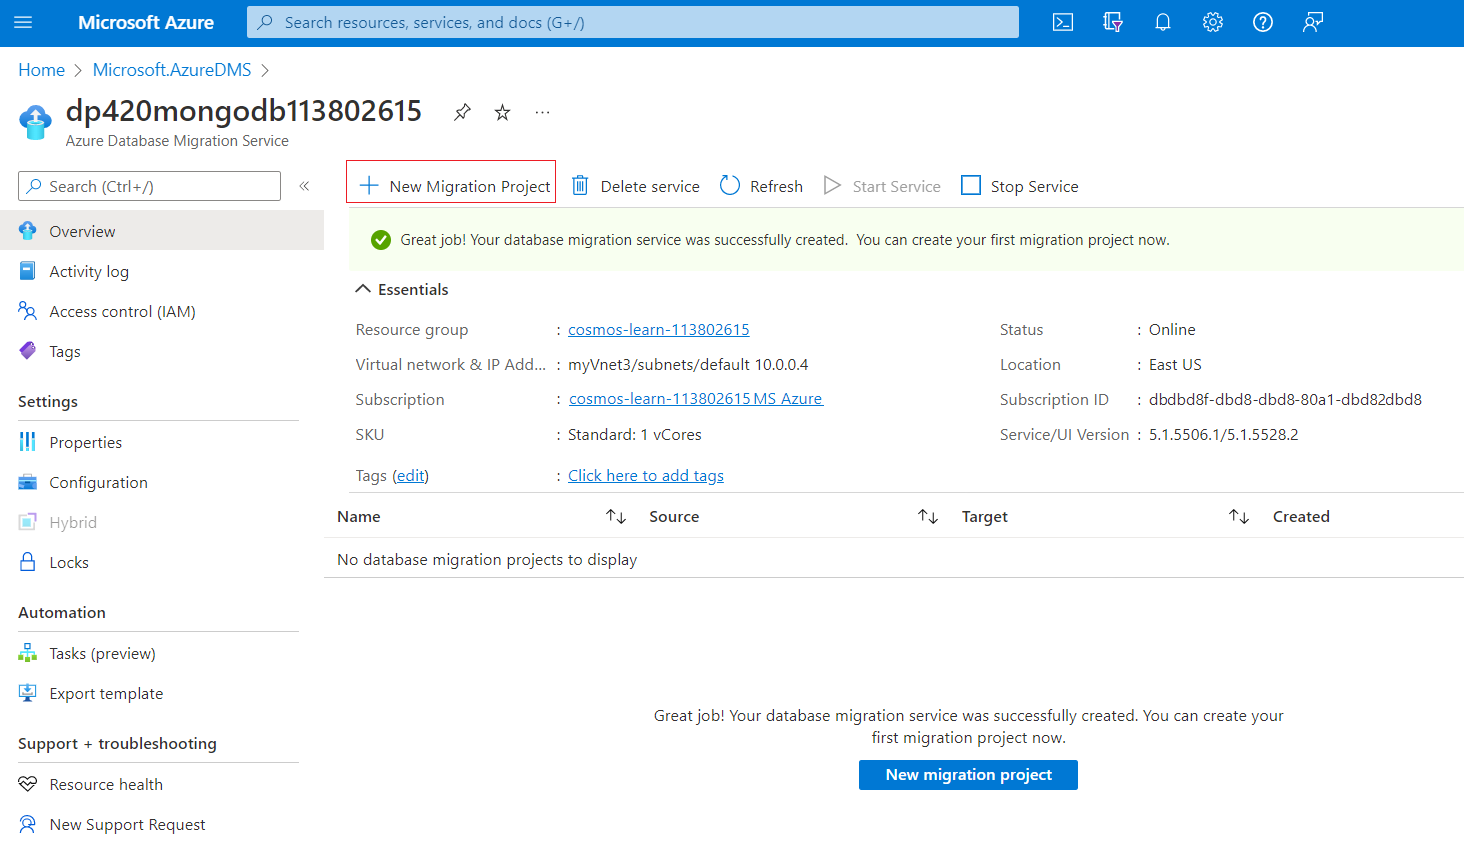 Microsoft Azure
Search resources, services, and docs (G+/)
Home > Microsoft.AzureDMS >
dp420mongodb113802615
Azure Database Migration Service
Search (Ctrl+/)
Overview
Activity log
Access control (IAM)
Tags
Settings
Properties
Configuration
Hybrid
Locks
Automation
Tasks (preview)
Export template
Support + troubleshooting
Resource health
New Support Request
New Migration Project Delete service Refresh Start Service Stop Service
Great job! Your database migration service was successfully created. You can create your first migration project now.
Essentials
Resource group : cosmos-learn-113802615
Virtual network & IP Add... : myVnet3/subnets/default 10.0.0.4
Subscription : cosmos-learn-113802615 MS Azure
SKU : Standard: 1 vCores
Tags (edit) : Click here to add tags
Status : Online
Location : East US
Subscription ID : dbdbd8f-dbd8-dbd8-80a1-dbd82dbd8
Service/UI Version : 5.1.5506.1/5.1.5528.2
Name Source Target Created
No database migration projects to display
Great job! Your database migration service was successfully created. You can create your
first migration project now.
New migration project